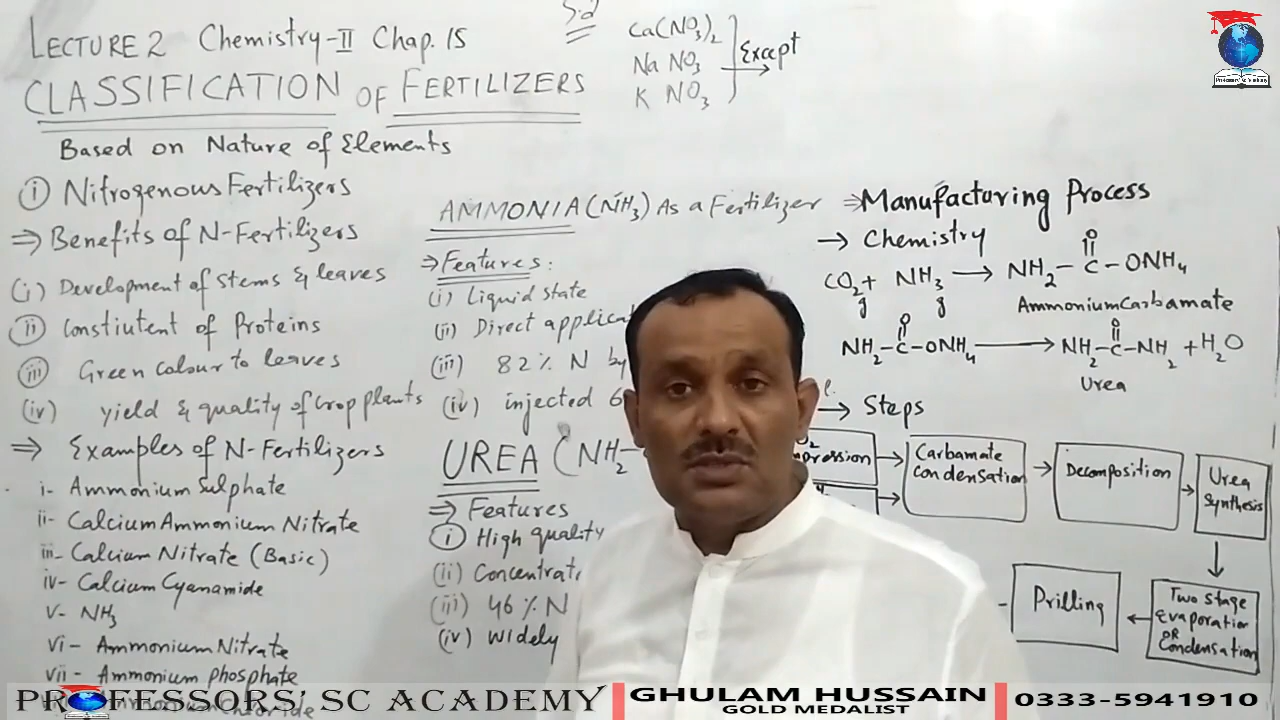 LECTURE 2 Chemistry-II Chap. 15
CLASSIFICATION OF FERTILIZERS
Based on Nature of Elements
(i) Nitrogenous Fertilizers
⇒ Benefits of N-Fertilizers
(i) Development of stems & leaves
(ii) Constiutent of Proteins
(iii) Green colour to leaves
(iv) yield & quality of crop plants
⇒ Examples of N-Fertilizers
i- Ammonium Sulphate
ii- Calcium Ammonium Nitrate
iii- Calcium Nitrate (Basic)
iv- Calcium Cyanamide
v- NH3
vi- Ammonium Nitrate
vii- Ammonium phosphate
Ca(NO3)2
Na NO3
K NO3
Except
AMMONIA (NH3) As a Fertilizer
⇒ Features:
(i) Liquid state
(ii) Direct applicat
(iii) 82% N by
(iv) injected 6
UREA (NH2-
⇒ Features
(i) High quality
(ii) Concentrat
(iii) 46% N
(iv) widely
⇒ Manufacturing Process
→ Chemistry
CO2 + NH3 → NH2-C-ONH4
g g O
Ammonium Carbamate
NH2-C-ONH4 → NH2-C-NH2 + H2O
O O
Urea
→ Steps
pression
Carbamate
Condensation
Decomposition
Urea
Synthesis
Two stage
Evaporation
OR
Condensation
Prilling
PROFESSORS' SC ACADEMY
GHULAM HUSSAIN
GOLD MEDALIST
0333-5941910